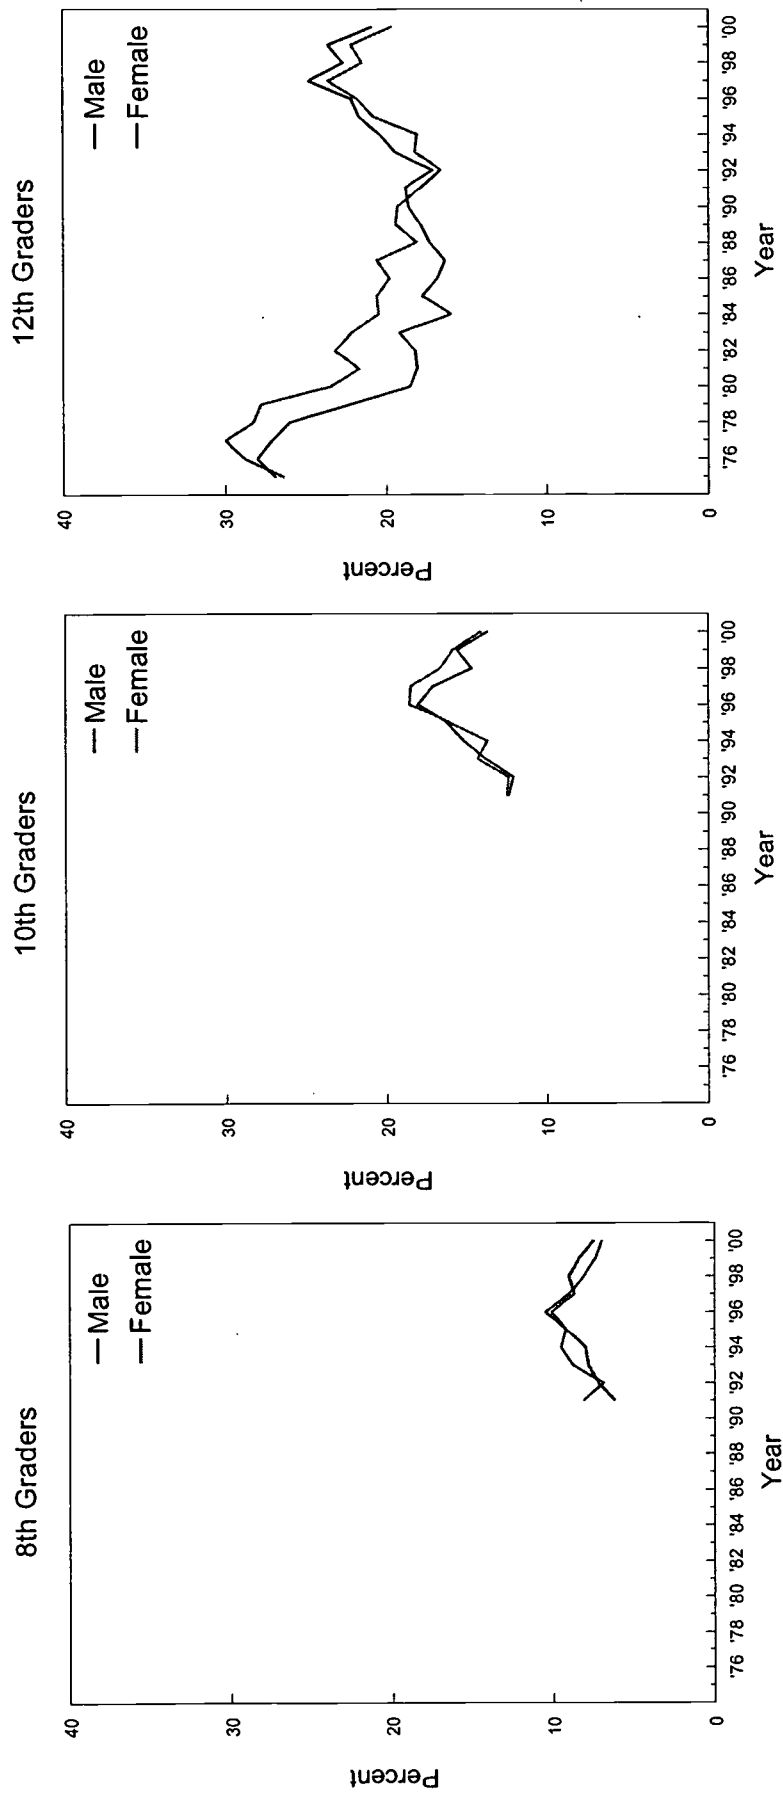 8th Graders
— Male
— Female
40
30
20
10
0
Percent
'76 '78 '80 '82 '84 '86 '88 '90 '92 '94 '96 '98 '00
Year
10th Graders
— Male
— Female
40
30
20
10
0
Percent
'76 '78 '80 '82 '84 '86 '88 '90 '92 '94 '96 '98 '00
Year
12th Graders
— Male
— Female
40
30
20
10
0
Percent
'76 '78 '80 '82 '84 '86 '88 '90 '92 '94 '96 '98 '00
Year